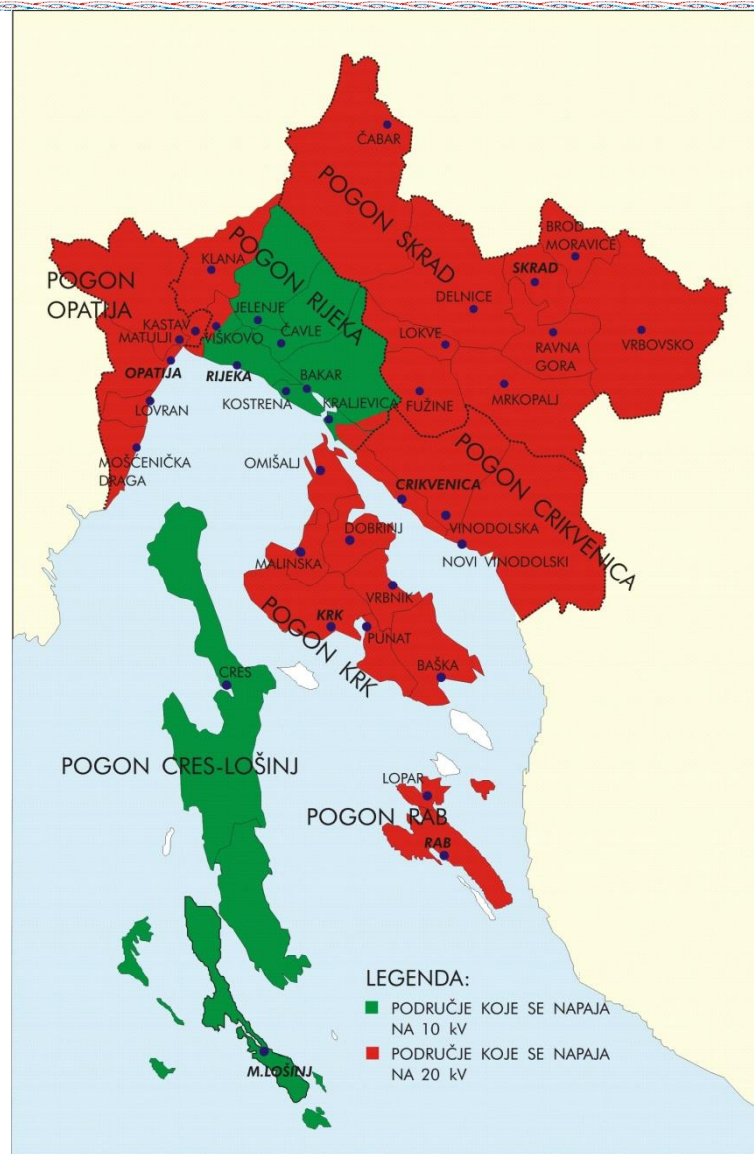 ČABAR
POGON SKRAD
BROD
MORAVICE
SKRAD
KLANA
POGON RIJEKA
POGON
OPATIJA
DELNICE
JELENJE
KASTAV
VIŠKOVO
MATULJI
ČAVLE
LOKVE
RAVNA
GORA
VRBOVSKO
OPATIJA
RIJEKA
BAKAR
KOSTRENA
KRALJEVICA
FUŽINE
MRKOPALJ
LOVRAN
MOŠĆENIČKA
DRAGA
OMIŠALJ
CRIKVENICA
POGON CRIKVENICA
VINODOLSKA
NOVI VINODOLSKI
DOBRINJ
MALINSKA
VRBNIK
POGON KRK
KRK
PUNAT
BAŠKA
CRES
POGON CRES-LOŠINJ
LOPAR
POGON RAB
RAB
M.LOŠINJ
LEGENDA:
PODRUČJE KOJE SE NAPAJA
NA 10 kV
PODRUČJE KOJE SE NAPAJA
NA 20 kV